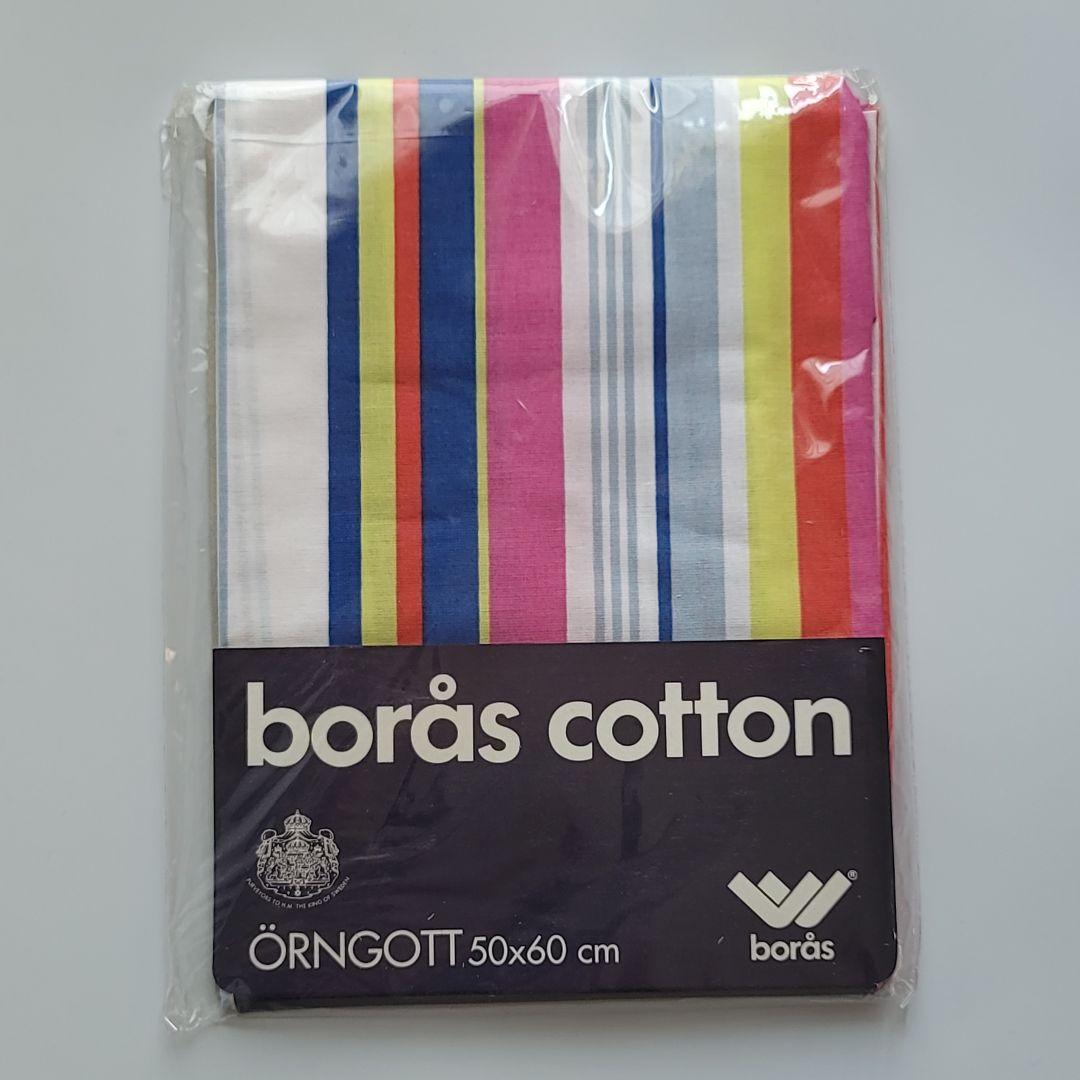 borås cotton
PURVEYORS TO H.M. THE KING OF SWEDEN
ÖRNGOTT 50x60 cm
®
borås